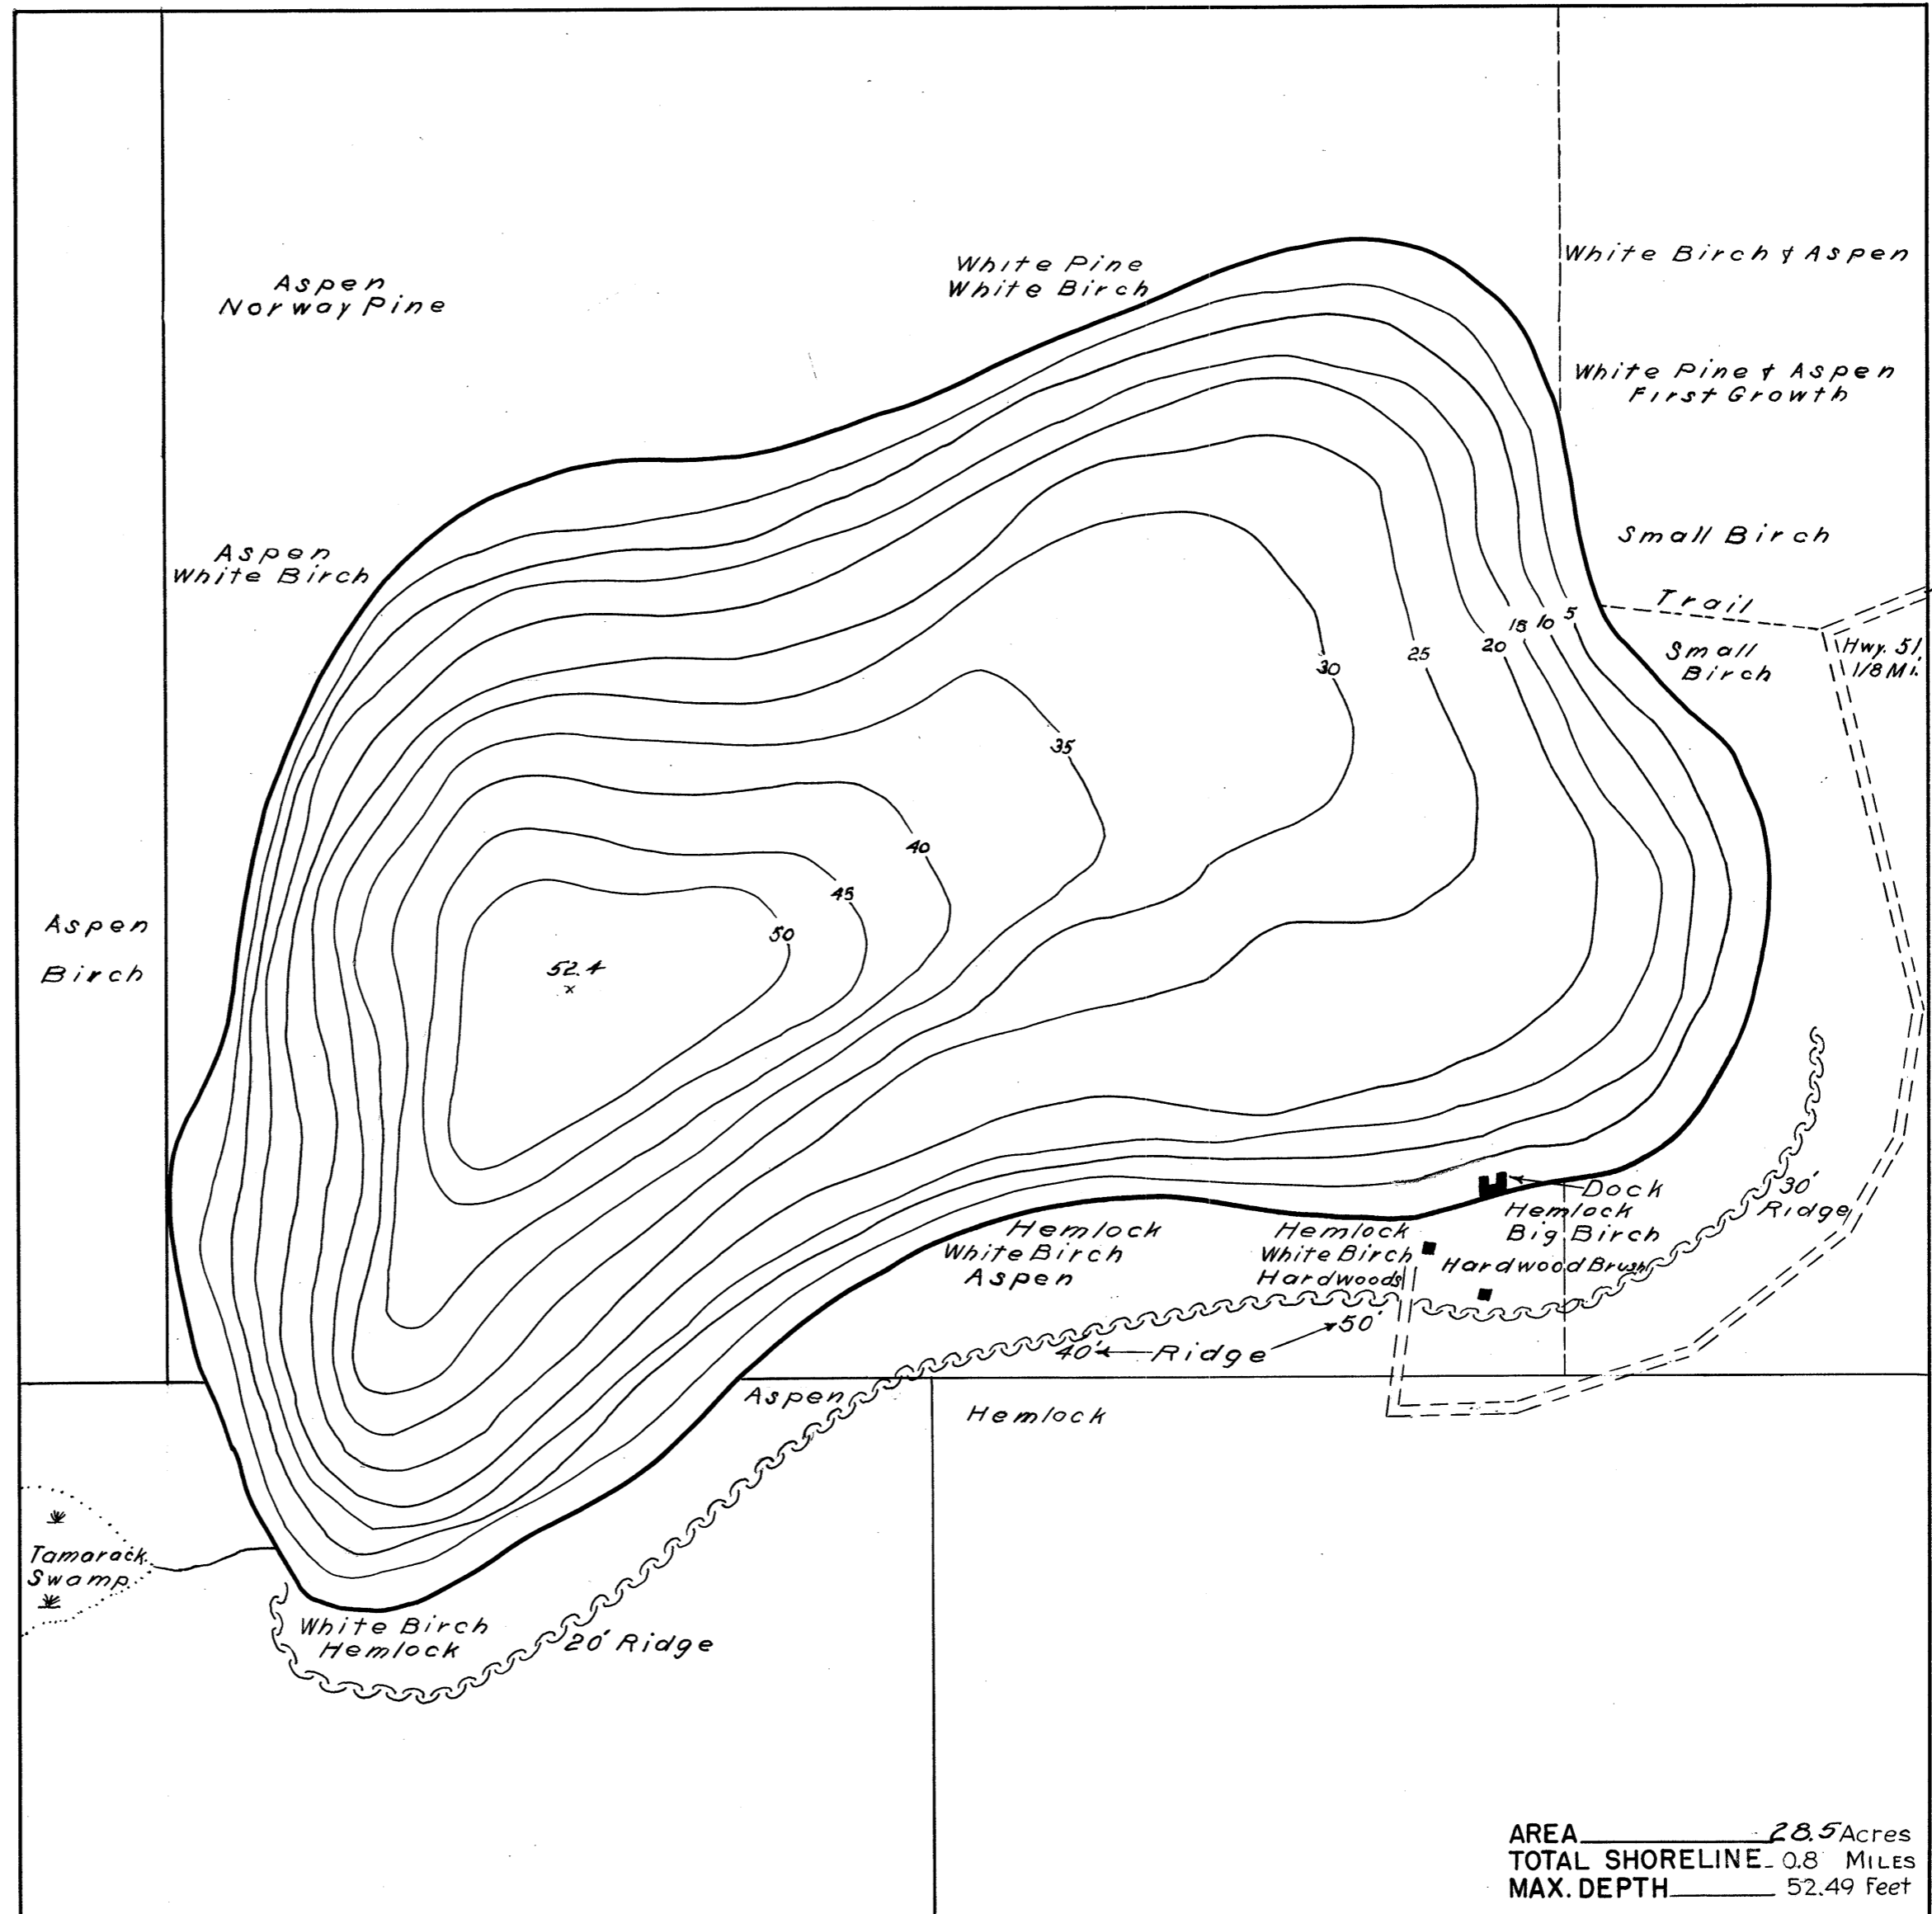 White Birch & Aspen
White Pine
White Birch
Aspen
Norway Pine
White Pine & Aspen
First Growth
Small Birch
Aspen
White Birch
Trail
5
10
15
20
25
30
Small
Birch
Hwy. 51
1/8 Mi.
35
40
45
50
52.4
x
Aspen
Birch
Dock
30'
Ridge
Hemlock
Big Birch
Hemlock
White Birch
Hardwoods
Hemlock
White Birch
Aspen
Hardwood Brush
50'
40' Ridge
Aspen
Hemlock
Tamarack
Swamp
White Birch
Hemlock
20' Ridge
AREA 28.5 Acres
TOTAL SHORELINE 0.8 MILES
MAX. DEPTH 52.49 Feet